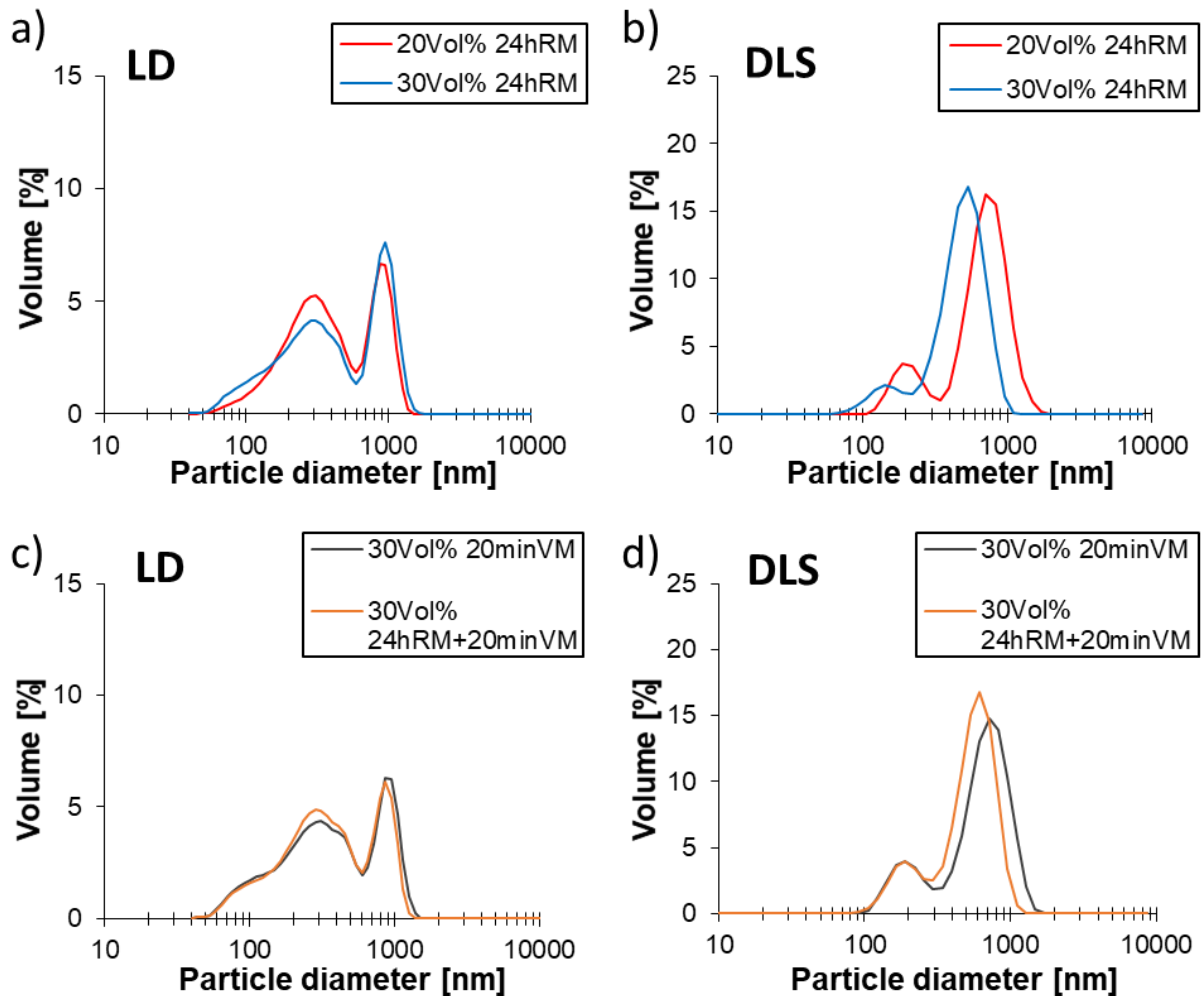 a)
LD
20Vol% 24hRM
30Vol% 24hRM
15
10
5
0
Volume [%]
10
100
1000
10000
Particle diameter [nm]
b)
DLS
20Vol% 24hRM
30Vol% 24hRM
25
20
15
10
5
0
Volume [%]
10
100
1000
10000
Particle diameter [nm]
c)
LD
30Vol% 20minVM
30Vol%
24hRM+20minVM
15
10
5
0
Volume [%]
10
100
1000
10000
Particle diameter [nm]
d)
DLS
30Vol% 20minVM
30Vol%
24hRM+20minVM
25
20
15
10
5
0
Volume [%]
10
100
1000
10000
Particle diameter [nm]